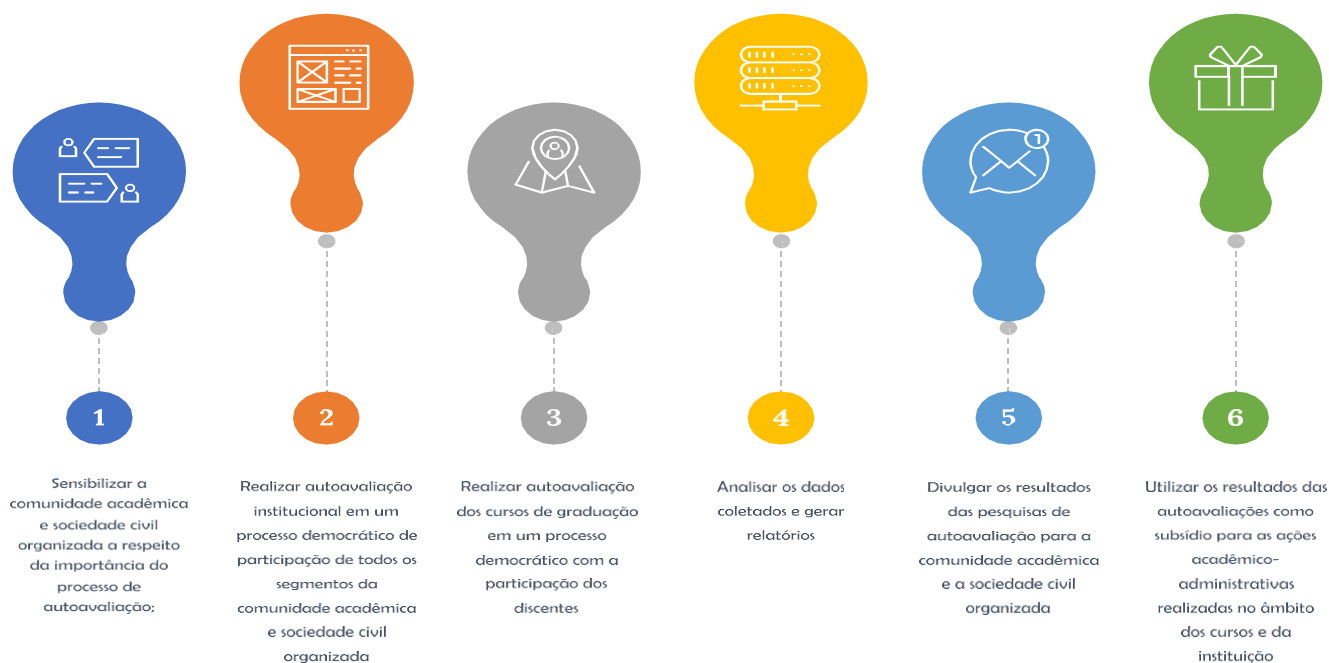 1
1
Sensibilizar a
comunidade acadêmica
e sociedade civil
organizada a respeito
da importância do
processo de
autoavaliação;
2
Realizar autoavaliação
institucional em um
processo democrático de
participação de todos os
segmentos da
comunidade acadêmica
e sociedade civil
organizada
3
Realizar autoavaliação
dos cursos de graduação
em um processo
democrático com a
participação dos
discentes
4
Analisar os dados
coletados e gerar
relatórios
5
Divulgar os resultados
das pesquisas de
autoavaliação para a
comunidade acadêmica
e a sociedade civil
organizada
6
Utilizar os resultados das
autoavaliações como
subsídio para as ações
acadêmico-
administrativas
realizadas no âmbito
dos cursos e da
instituição